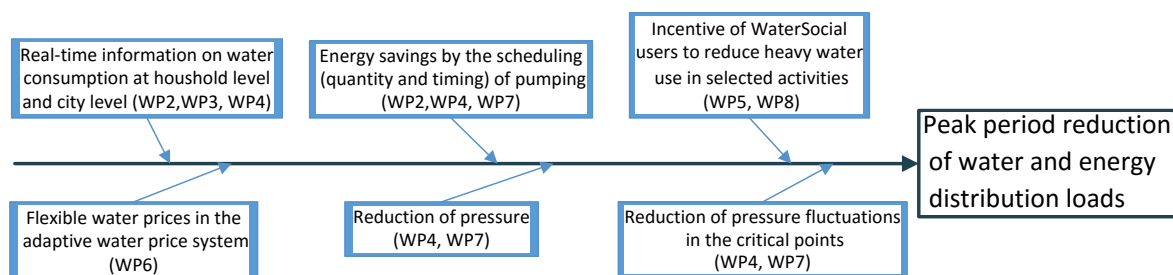 Real-time information on water
consumption at houshold level
and city level (WP2,WP3, WP4)
Energy savings by the scheduling
(quantity and timing) of pumping
(WP2,WP4, WP7)
Incentive of WaterSocial
users to reduce heavy water
use in selected activities
(WP5, WP8)
Peak period reduction
of water and energy
distribution loads
Flexible water prices in the
adaptive water price system
(WP6)
Reduction of pressure
(WP4, WP7)
Reduction of pressure fluctuations
in the critical points
(WP4, WP7)